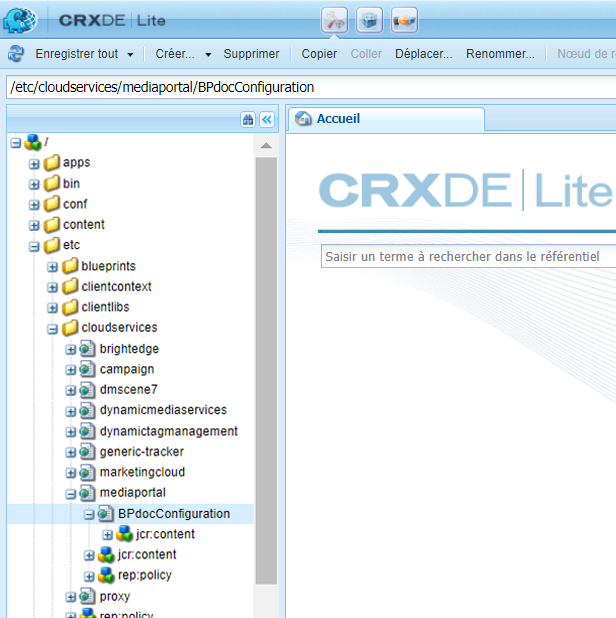 CRXDE | Lite
Enregistrer tout Créer... Supprimer Copier Coller Déplacer... Renommer... Nœud de r
/etc/cloudservices/mediaportal/BPdocConfiguration
Accueil
/
apps
bin
conf
content
etc
blueprints
clientcontext
clientlibs
cloudservices
brightedge
campaign
dmscene7
dynamicmediaservices
dynamictagmanagement
generic-tracker
marketingcloud
mediaportal
BPdocConfiguration
jcr:content
jcr:content
rep:policy
proxy
rep:policy
CRXDE | Lite
Saisir un terme à rechercher dans le référentiel